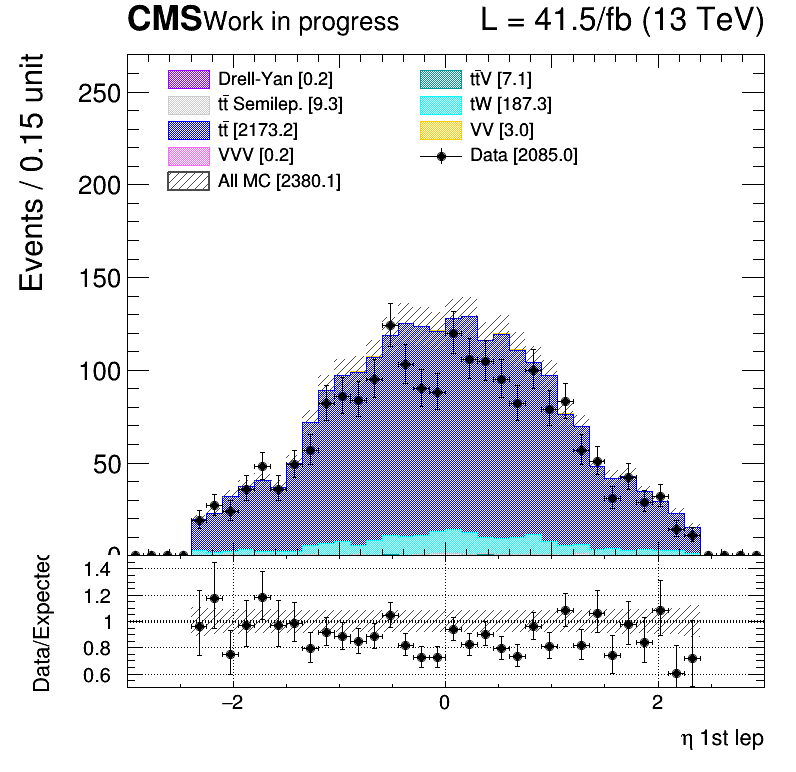 CMS Work in progress L = 41.5/fb (13 TeV)
Events / 0.15 unit
250
200
150
100
50
0
Drell-Yan [0.2]
tt̄ Semilep. [9.3]
tt̄ [2173.2]
VVV [0.2]
All MC [2380.1]
tt̄V [7.1]
tW [187.3]
VV [3.0]
Data [2085.0]
Data/Expected
1.4
1.2
1
0.8
0.6
−2 0 2
η 1st lep